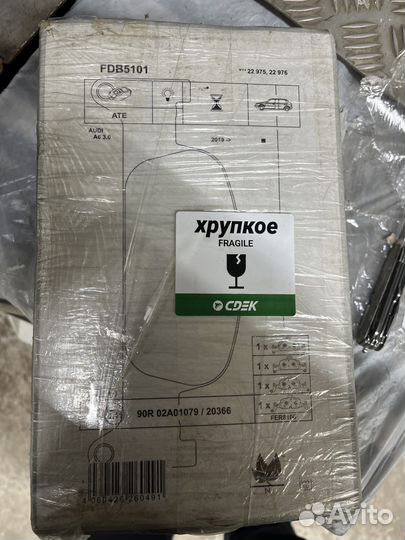 FDB5101
*** 22 975, 22 976
ATE
AUDI
A6 3.0
2019 ->
хрупкое
FRAGILE
CDEK
1 x
1 x
1 x
1 x
90R 02A01079 / 20366
N
Avito